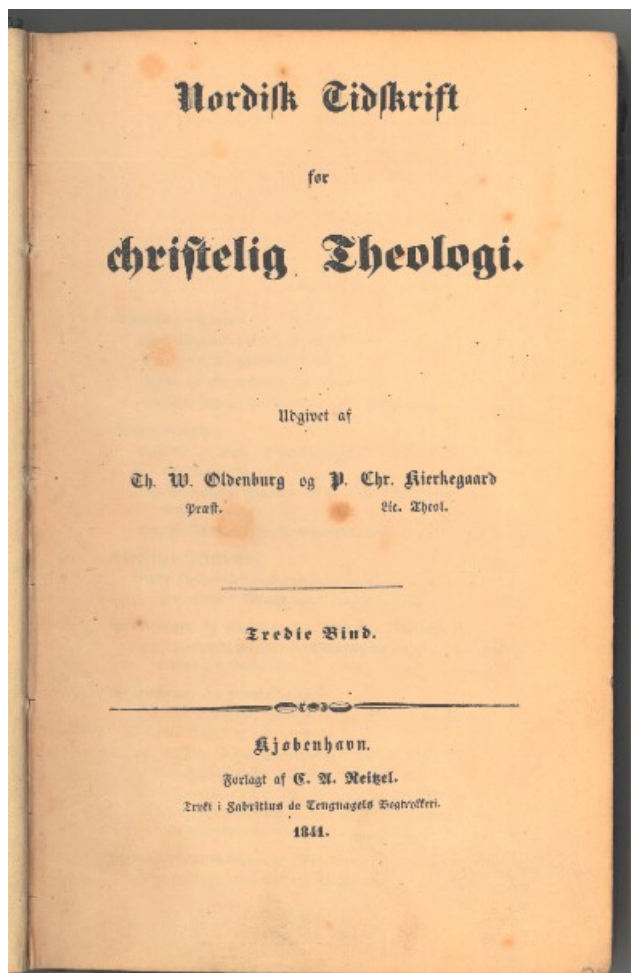 Nordisk Tidskrift
for
christelig Theologi.
Udgivet af
Th. W. Oldenburg og P. Chr. Kierkegaard
Præst. Lic. Theol.
Tredie Bind.
Kjøbenhavn.
Forlagt af C. A. Reitzel.
Trykt i Fabritius de Tengnagels Bogtrykkeri.
1841.